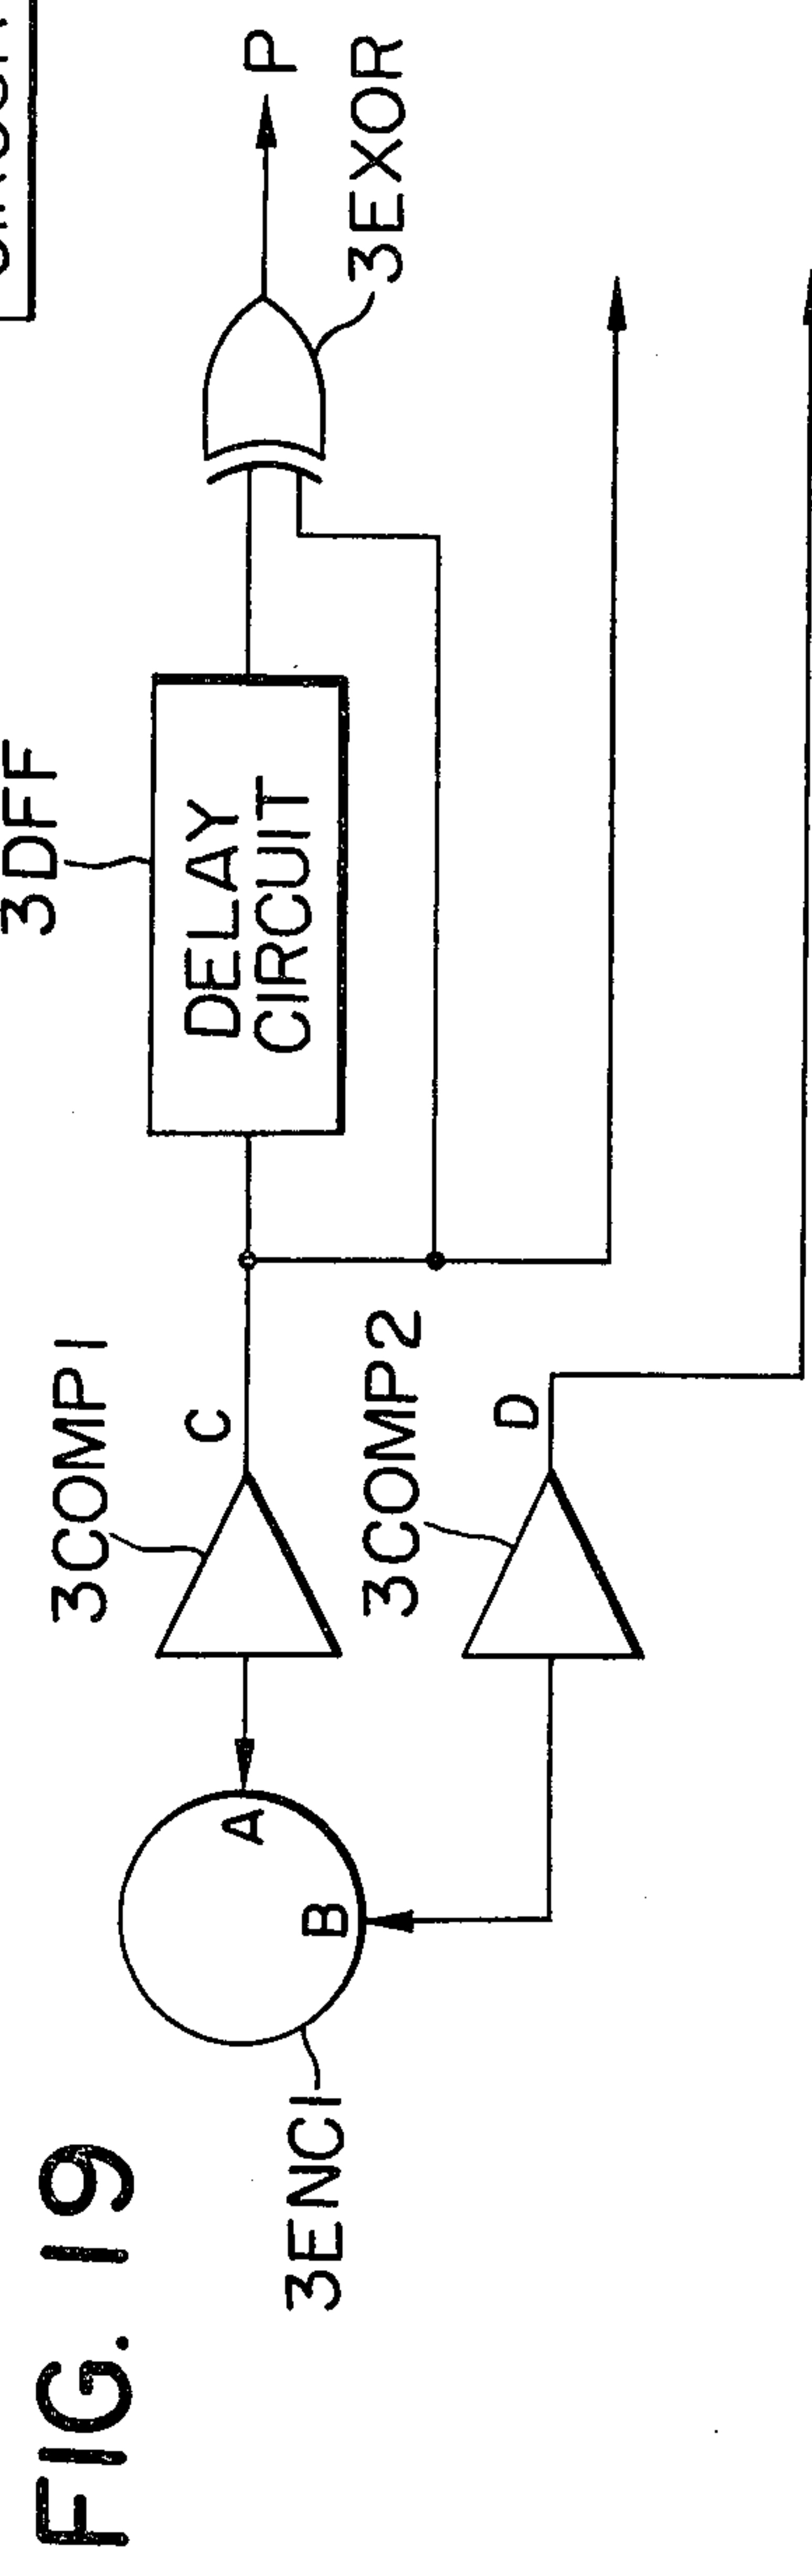 FIG. 19
3ENC1
A
B
3COMP1
C
3COMP2
D
3DFF
DELAY
CIRCUIT
3EXOR
P